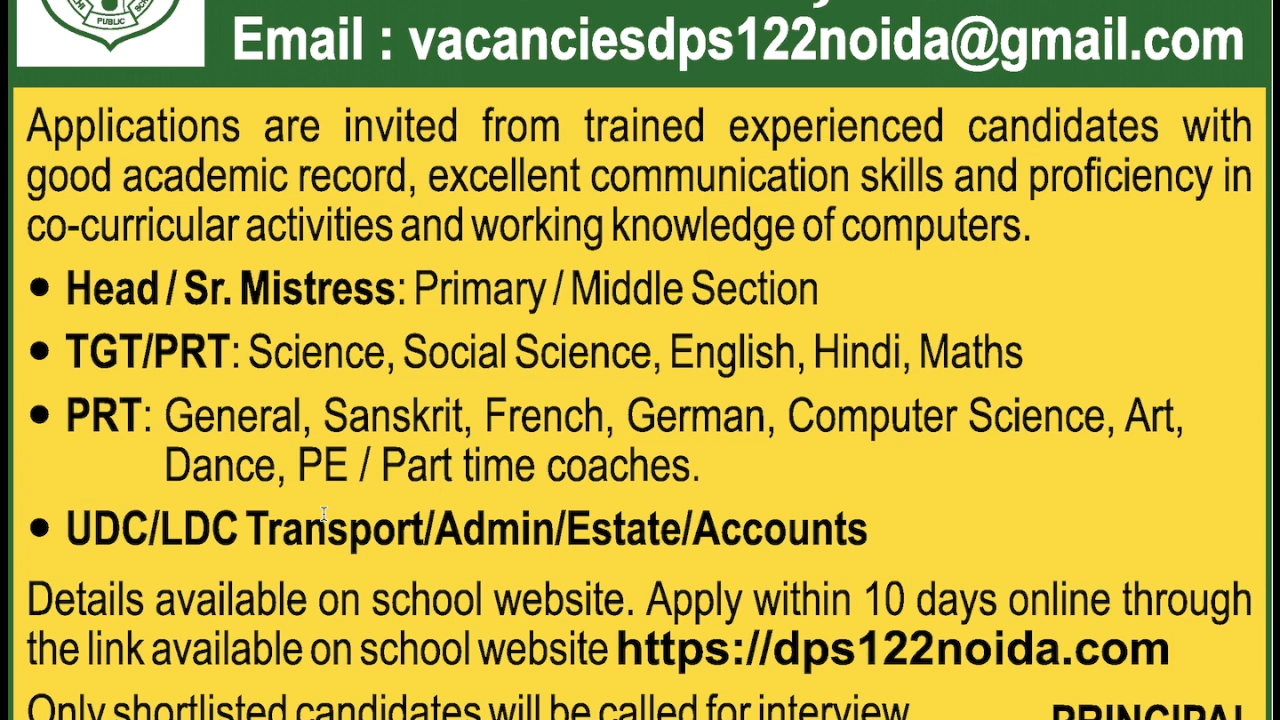 PUBLIC
Email : vacanciesdps122noida@gmail.com
Applications are invited from trained experienced candidates with
good academic record, excellent communication skills and proficiency in
co-curricular activities and working knowledge of computers.
• Head / Sr. Mistress: Primary / Middle Section
• TGT/PRT: Science, Social Science, English, Hindi, Maths
• PRT: General, Sanskrit, French, German, Computer Science, Art,
Dance, PE / Part time coaches.
• UDC/LDC Transport/Admin/Estate/Accounts
Details available on school website. Apply within 10 days online through
the link available on school website https://dps122noida.com
Only shortlisted candidates will be called for interview PRINCIPAL